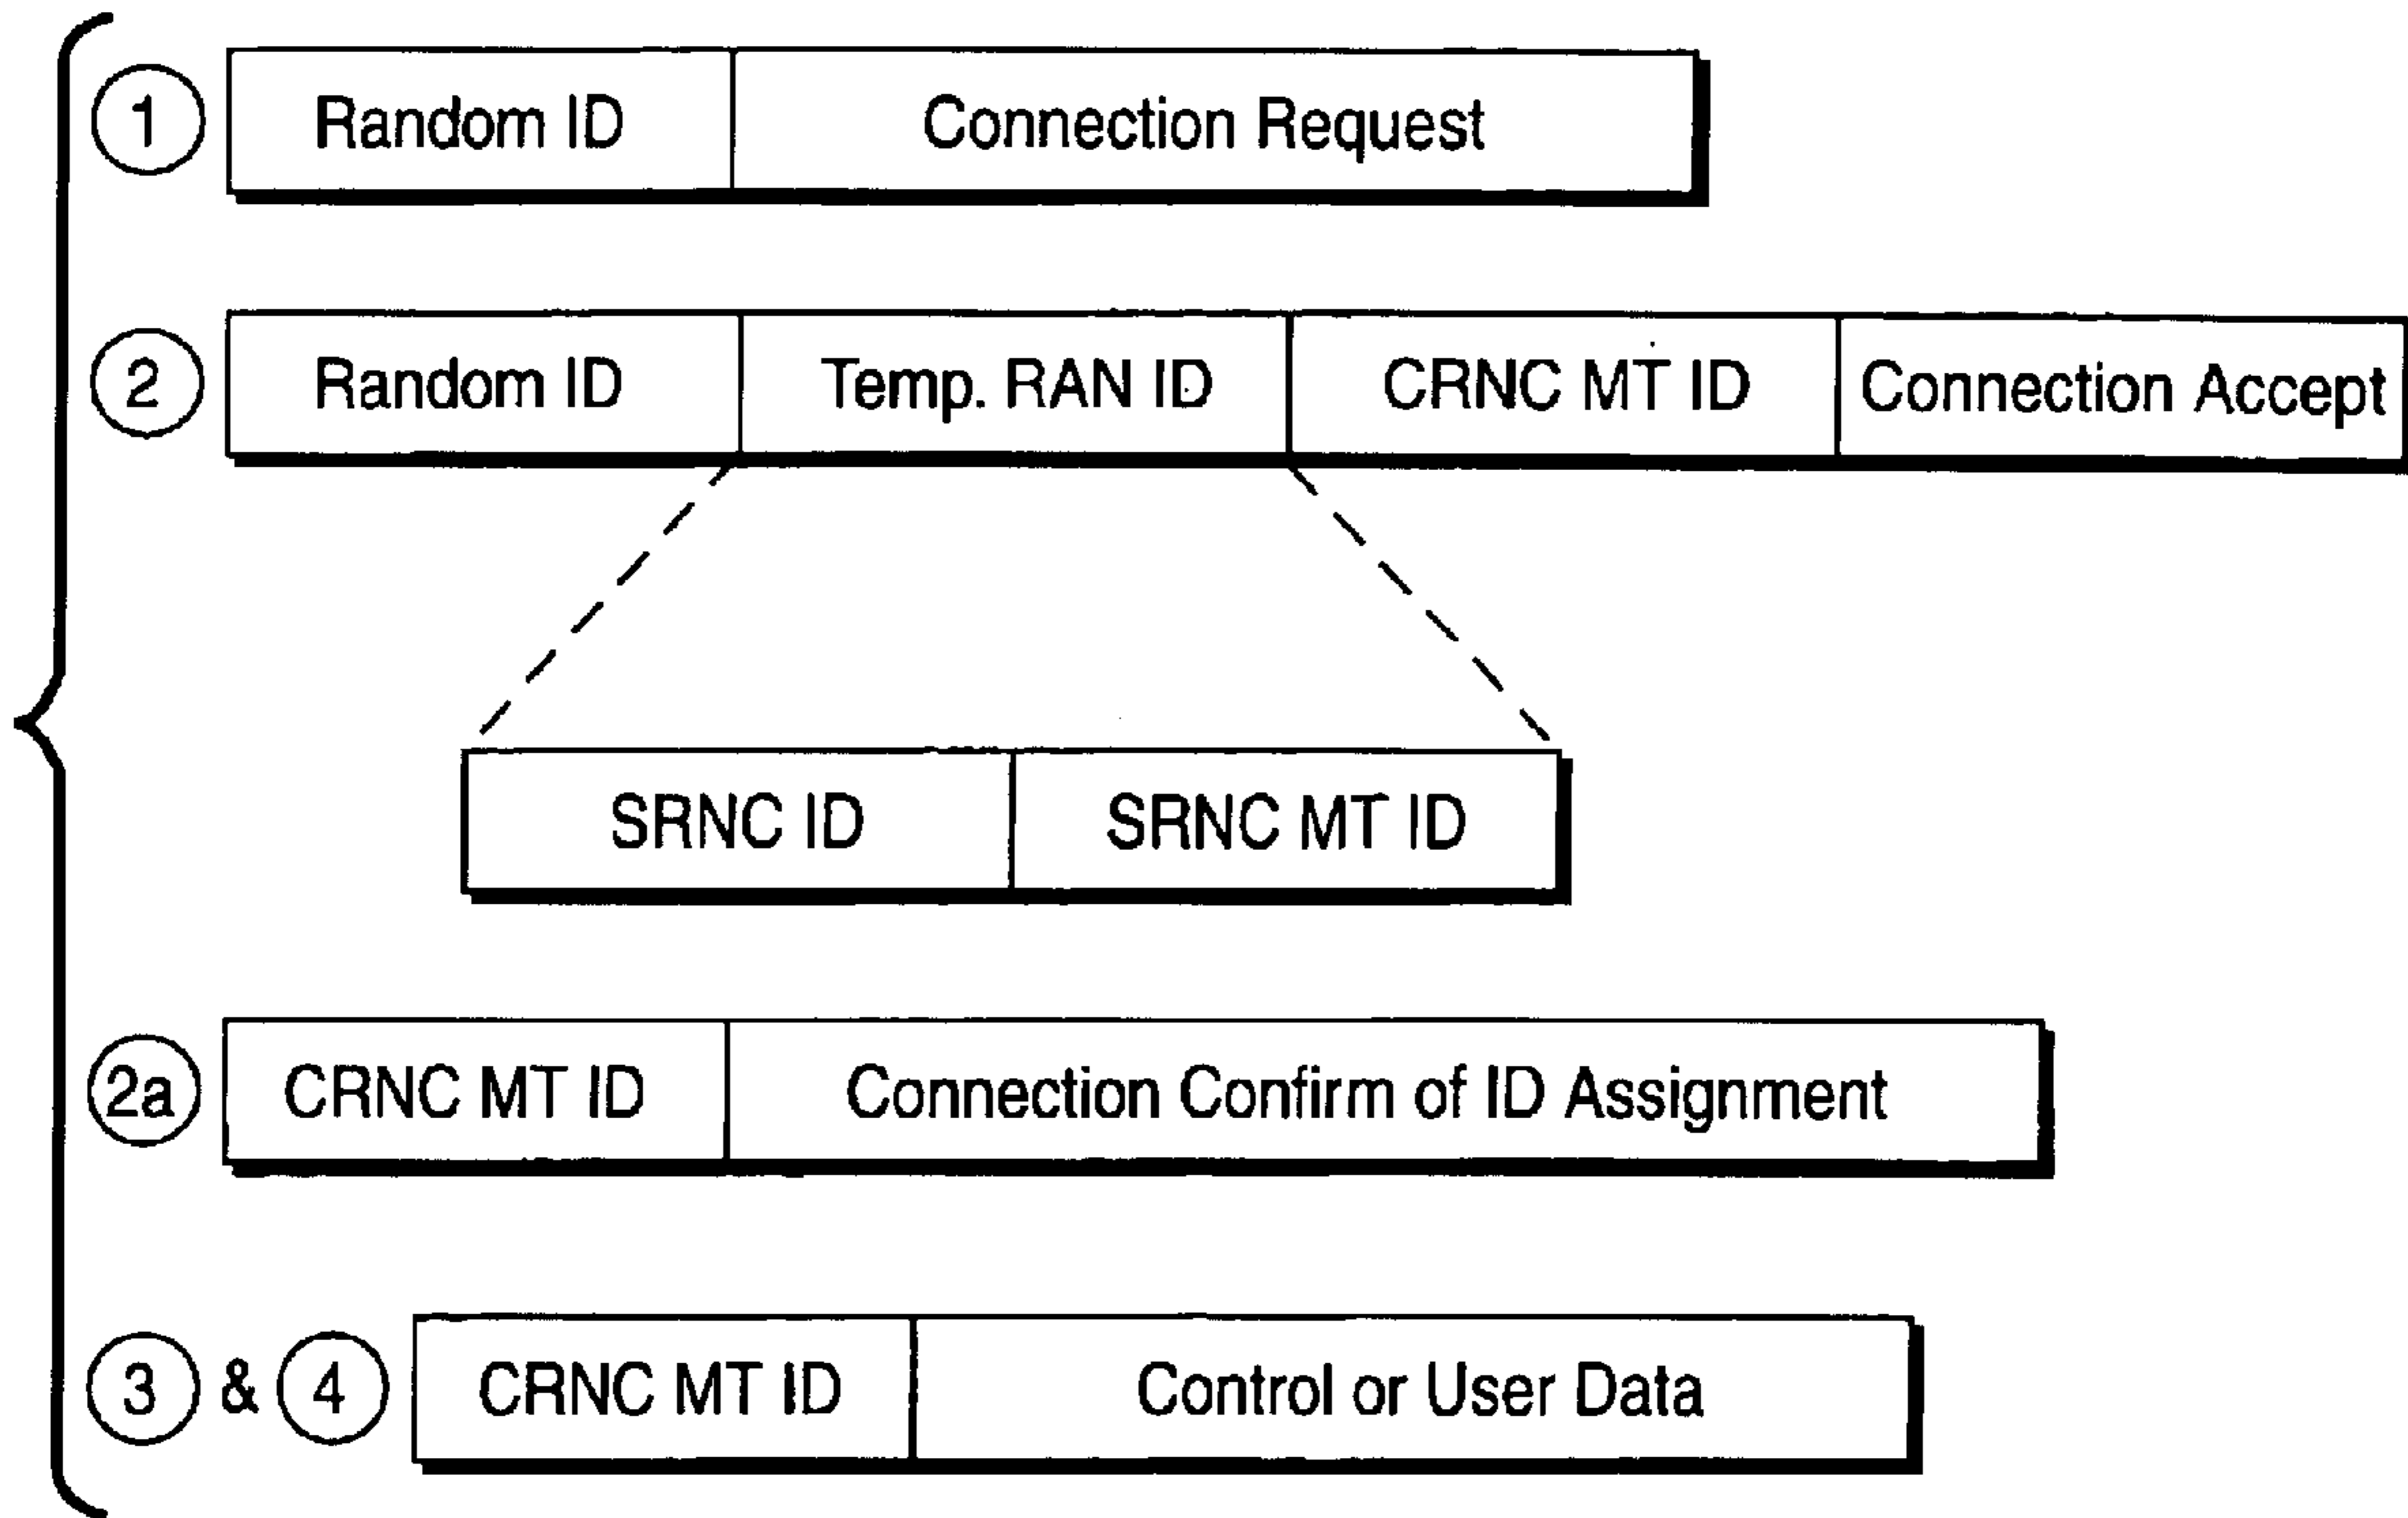 1 Random ID Connection Request
2 Random ID Temp. RAN ID CRNC MT ID Connection Accept
SRNC ID SRNC MT ID
2a CRNC MT ID Connection Confirm of ID Assignment
3 & 4 CRNC MT ID Control or User Data